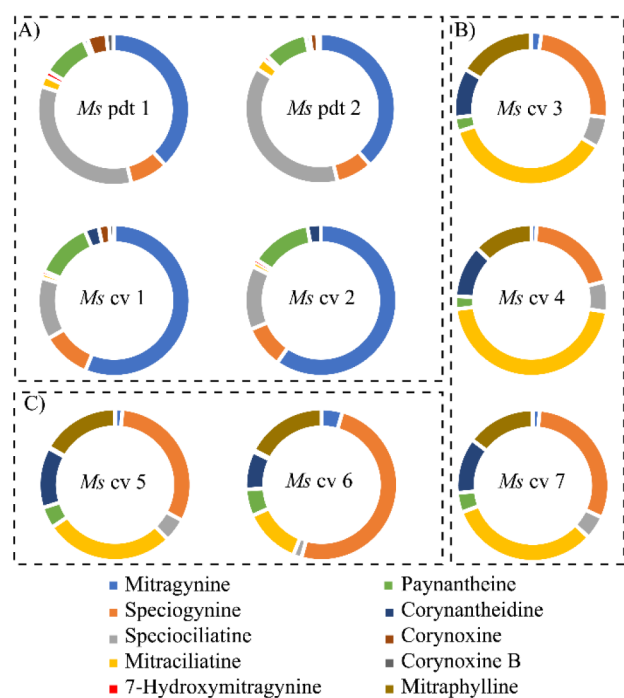 A)
B)
Ms pdt 1
Ms pdt 2
Ms cv 3
Ms cv 1
Ms cv 2
Ms cv 4
C)
Ms cv 5
Ms cv 6
Ms cv 7
Mitragynine
Speciogynine
Speciociliatine
Mitraciliatine
7-Hydroxymitragynine
Paynantheine
Corynantheidine
Corynoxine
Corynoxine B
Mitraphylline